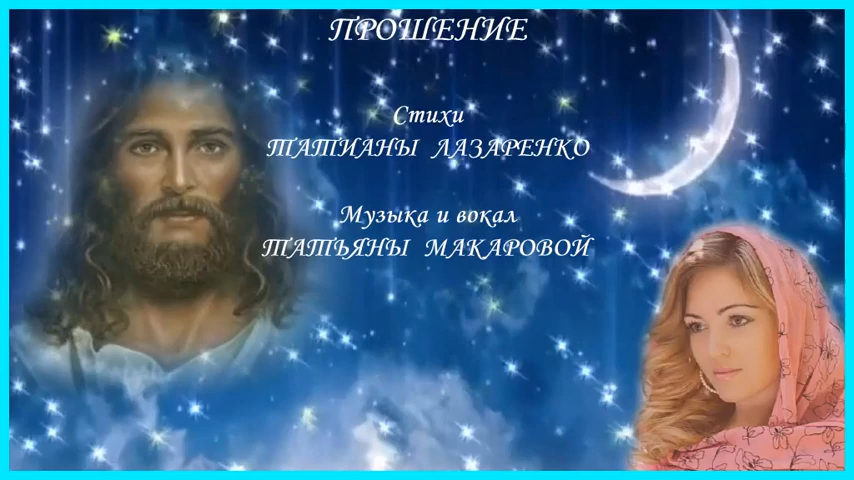 ПРОШЕНИЕ
Стихи
ТАТИАНЫ ЛАЗАРЕНКО
Музыка и вокал
ТАТЬЯНЫ МАКАРОВОЙ